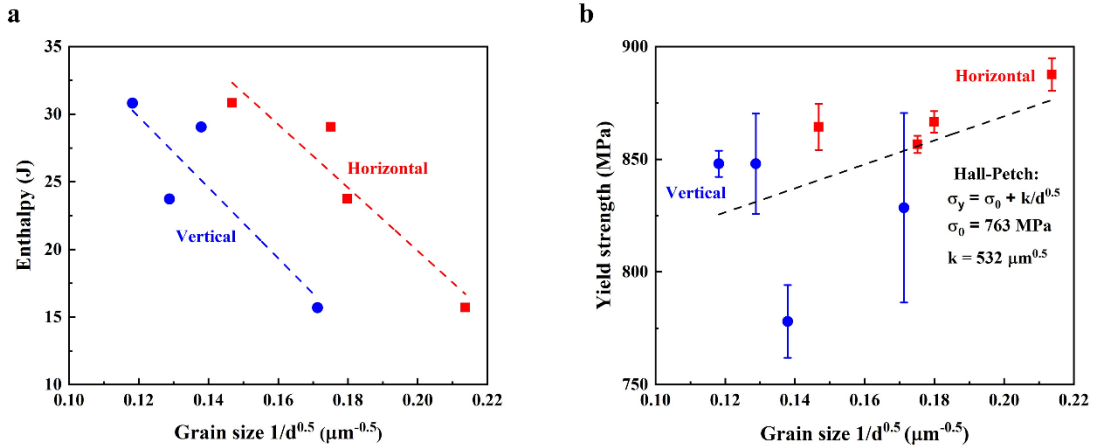 a
35
30
25
20
15
10
Enthalpy (J)
Horizontal
Vertical
0.10 0.12 0.14 0.16 0.18 0.20 0.22
Grain size 1/d^0.5 (μm^-0.5)
b
900
850
800
750
Yield strength (MPa)
Horizontal
Vertical
Hall-Petch:
σy = σ0 + k/d^0.5
σ0 = 763 MPa
k = 532 μm^0.5
0.10 0.12 0.14 0.16 0.18 0.20 0.22
Grain size 1/d^0.5 (μm^-0.5)